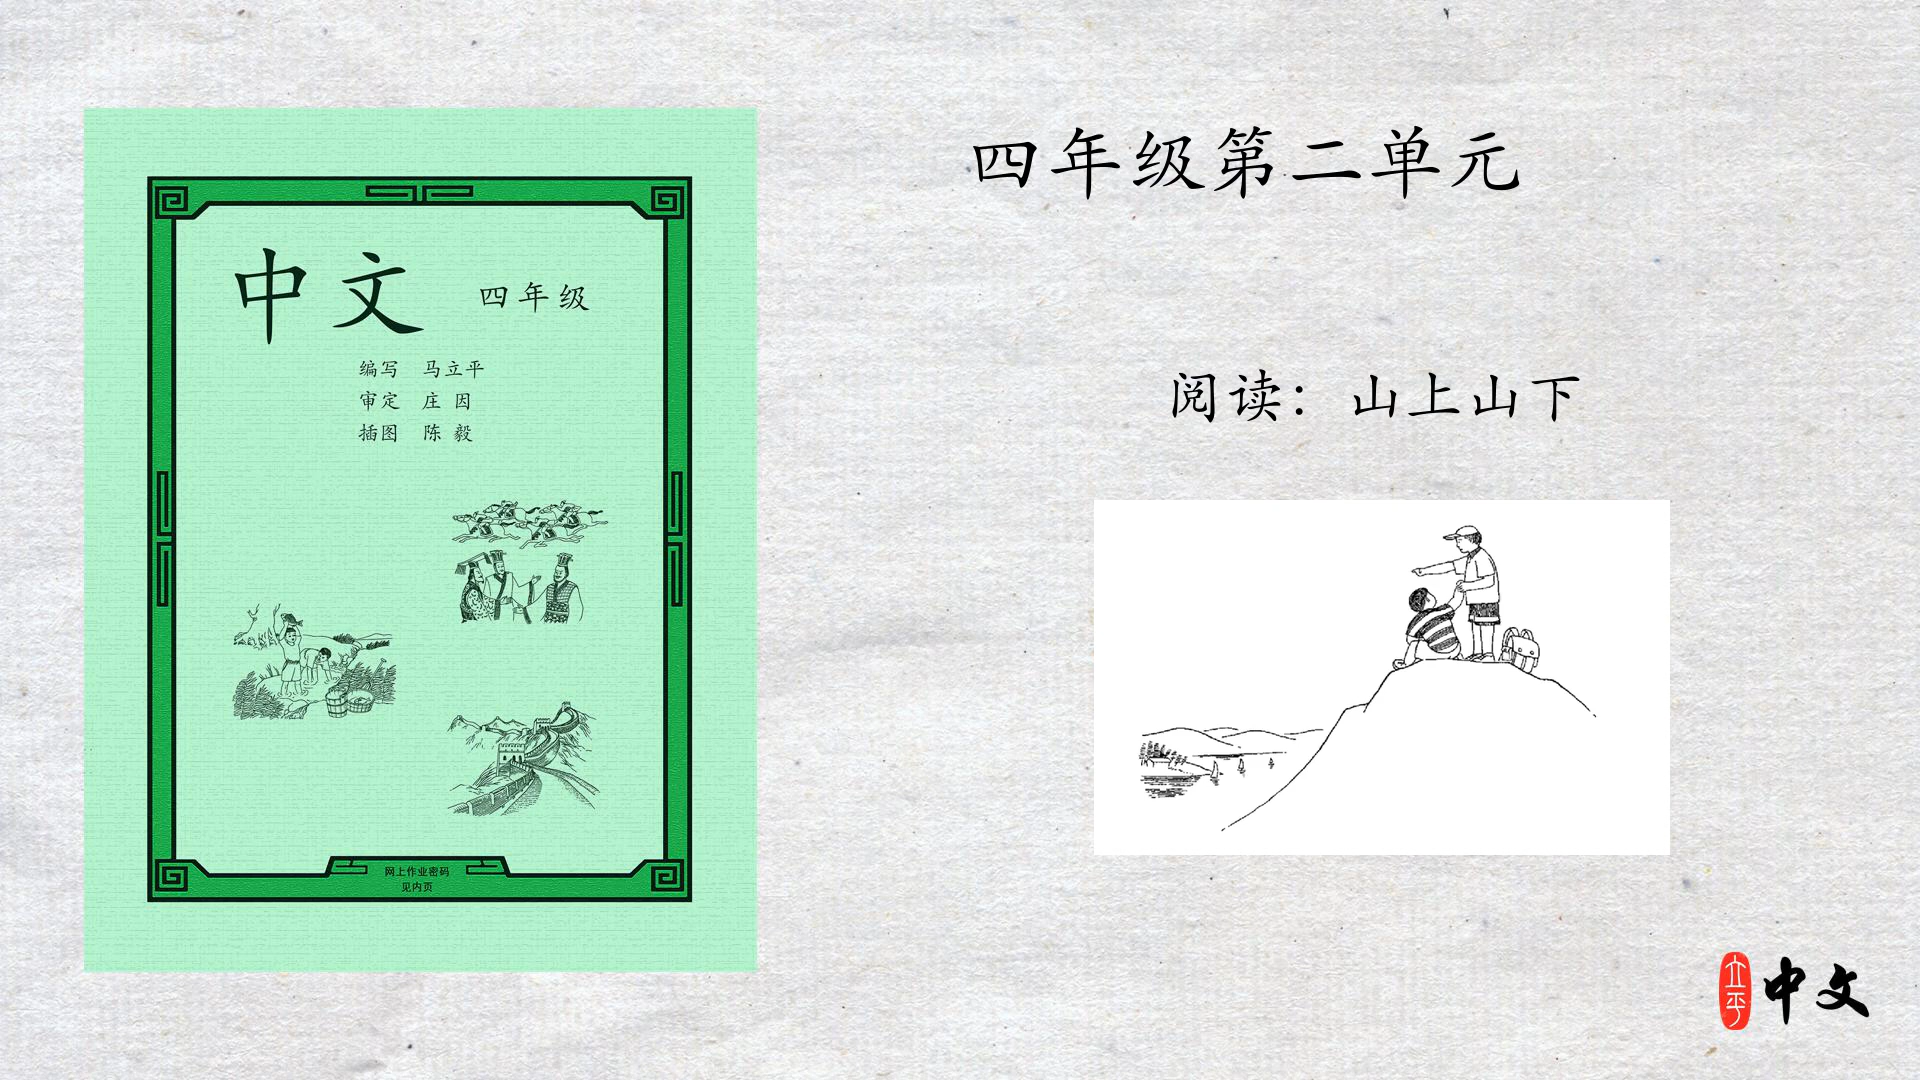 中文 四年级
编写 马立平
审定 庄 因
插图 陈 毅
网上作业密码
见内页
四年级第二单元
阅读：山上山下
立平 中文